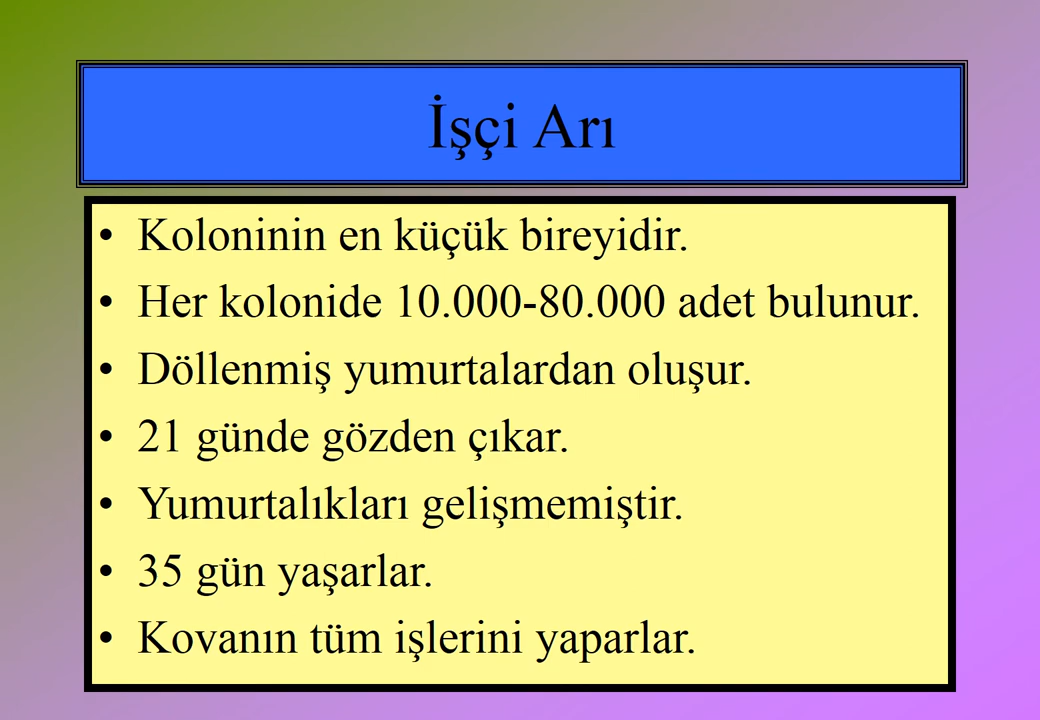 İşçi Arı
• Koloninin en küçük bireyidir.
• Her kolonide 10.000-80.000 adet bulunur.
• Döllenmiş yumurtalardan oluşur.
• 21 günde gözden çıkar.
• Yumurtalıkları gelişmemiştir.
• 35 gün yaşarlar.
• Kovanın tüm işlerini yaparlar.